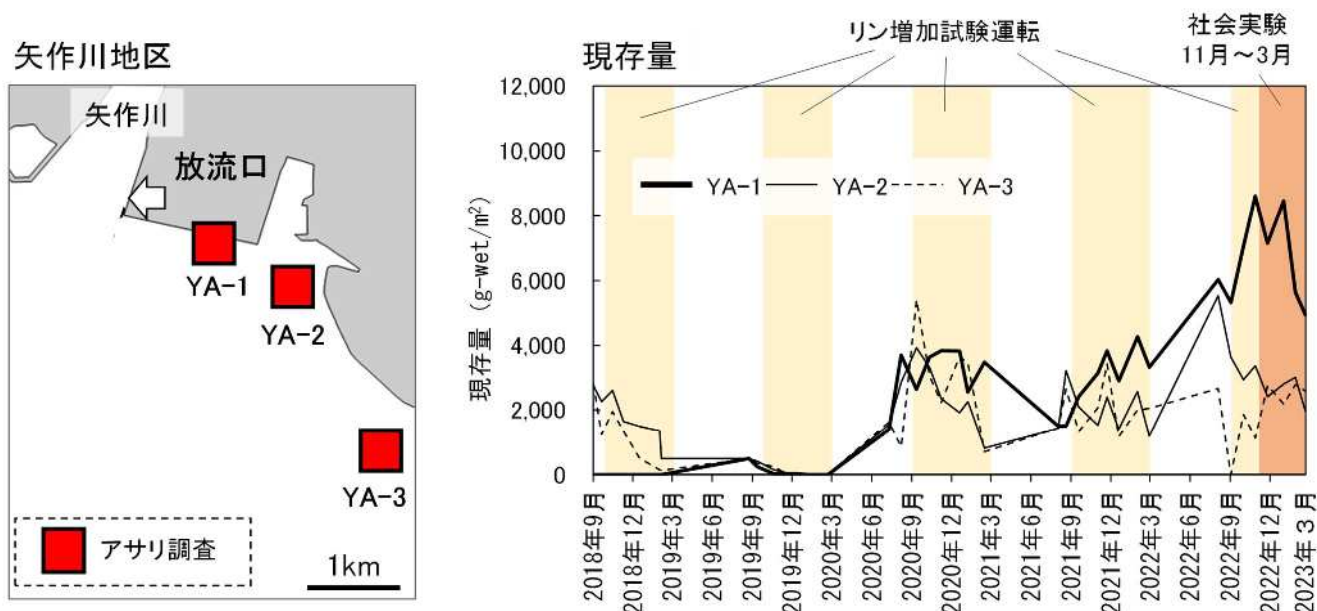 矢作川地区
矢作川
放流口
YA-1
YA-2
YA-3
アサリ調査
1km
リン増加試験運転
社会実験
11月～3月
現存量
現存量 (g-wet/m²)
12,000
10,000
8,000
6,000
4,000
2,000
0
YA-1
YA-2
YA-3
2018年9月
2018年12月
2019年3月
2019年6月
2019年9月
2019年12月
2020年3月
2020年6月
2020年9月
2020年12月
2021年3月
2021年6月
2021年9月
2021年12月
2022年3月
2022年6月
2022年9月
2022年12月
2023年３月